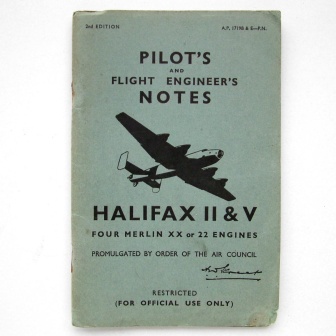 2nd EDITION
A.P. 1719B & E—P.N.
PILOT'S
AND
FLIGHT ENGINEER'S
NOTES
HALIFAX II & V
FOUR MERLIN XX or 22 ENGINES
PROMULGATED BY ORDER OF THE AIR COUNCIL
RESTRICTED
(FOR OFFICIAL USE ONLY)